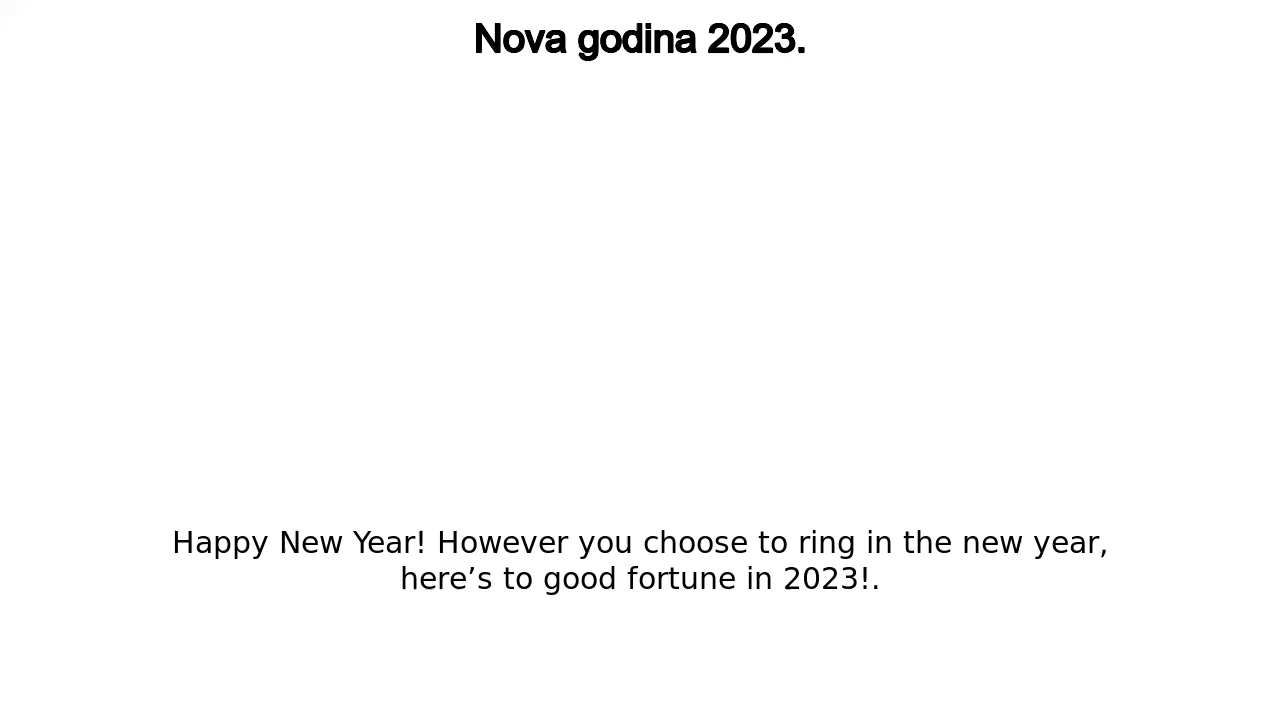 Nova godina 2023.
Happy New Year! However you choose to ring in the new year,
here’s to good fortune in 2023!.